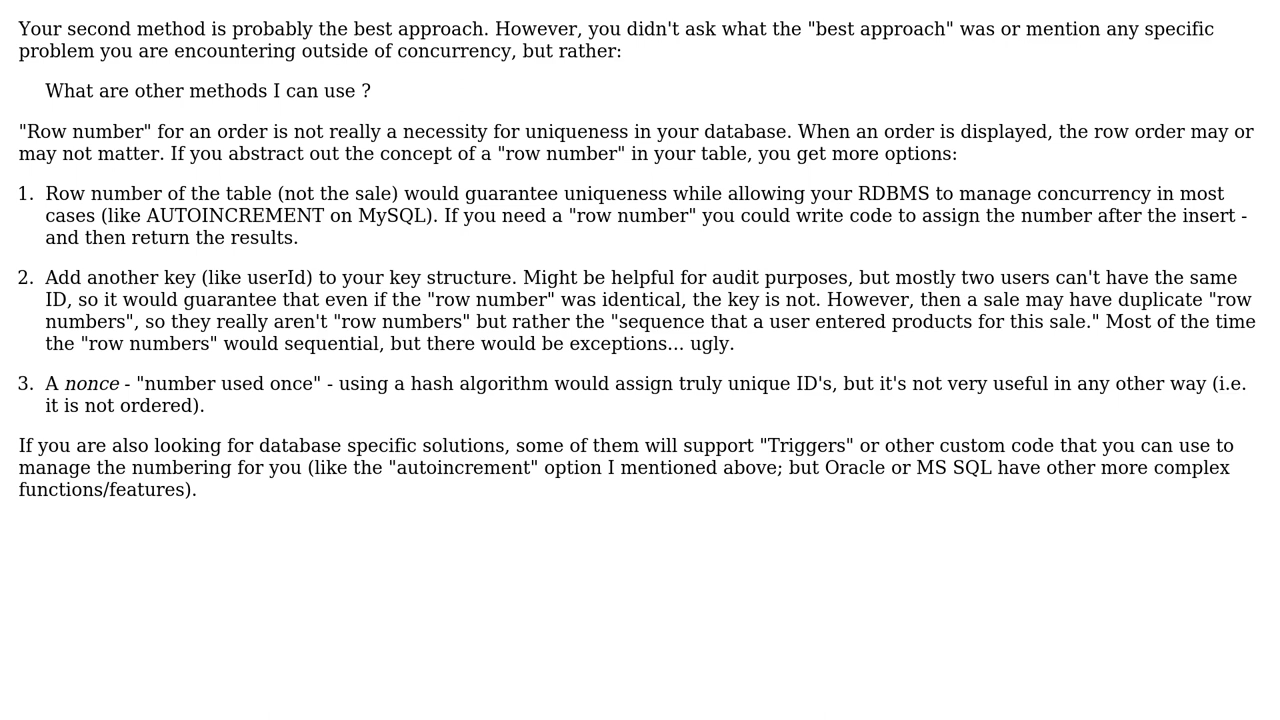 Your second method is probably the best approach. However, you didn't ask what the "best approach" was or mention any specific
problem you are encountering outside of concurrency, but rather:
What are other methods I can use ?
"Row number" for an order is not really a necessity for uniqueness in your database. When an order is displayed, the row order may or
may not matter. If you abstract out the concept of a "row number" in your table, you get more options:
1. Row number of the table (not the sale) would guarantee uniqueness while allowing your RDBMS to manage concurrency in most
cases (like AUTOINCREMENT on MySQL). If you need a "row number" you could write code to assign the number after the insert -
and then return the results.
2. Add another key (like userId) to your key structure. Might be helpful for audit purposes, but mostly two users can't have the same
ID, so it would guarantee that even if the "row number" was identical, the key is not. However, then a sale may have duplicate "row
numbers", so they really aren't "row numbers" but rather the "sequence that a user entered products for this sale." Most of the time
the "row numbers" would sequential, but there would be exceptions... ugly.
3. A nonce - "number used once" - using a hash algorithm would assign truly unique ID's, but it's not very useful in any other way (i.e.
it is not ordered).
If you are also looking for database specific solutions, some of them will support "Triggers" or other custom code that you can use to
manage the numbering for you (like the "autoincrement" option I mentioned above; but Oracle or MS SQL have other more complex
functions/features).